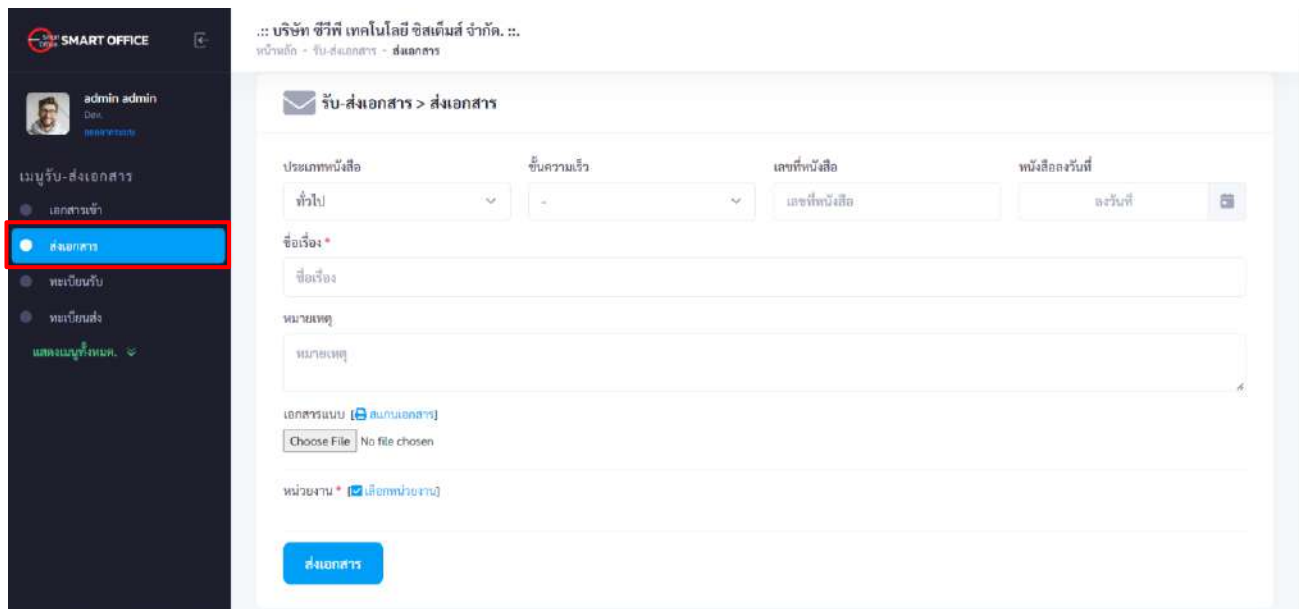 SMART OFFICE
.:: บริษัท ซีวีพี เทคโนโลยี ซิสเต็มส์ จำกัด. ::.
หน้าหลัก - รับ-ส่งเอกสาร - ส่งเอกสาร
admin admin
Dev.
เมนูรับ-ส่งเอกสาร
เอกสารเข้า
ส่งเอกสาร
ทะเบียนรับ
ทะเบียนส่ง
แสดงเมนูทั้งหมด.
รับ-ส่งเอกสาร > ส่งเอกสาร
ประเภทหนังสือ ชั้นความเร็ว เลขที่หนังสือ หนังสือลงวันที่
ทั่วไป - เลขที่หนังสือ ลงวันที่
ชื่อเรื่อง *
ชื่อเรื่อง
หมายเหตุ
หมายเหตุ
เอกสารแนบ [สแกนเอกสาร]
Choose File No file chosen
หน่วยงาน * [เลือกหน่วยงาน]
ส่งเอกสาร